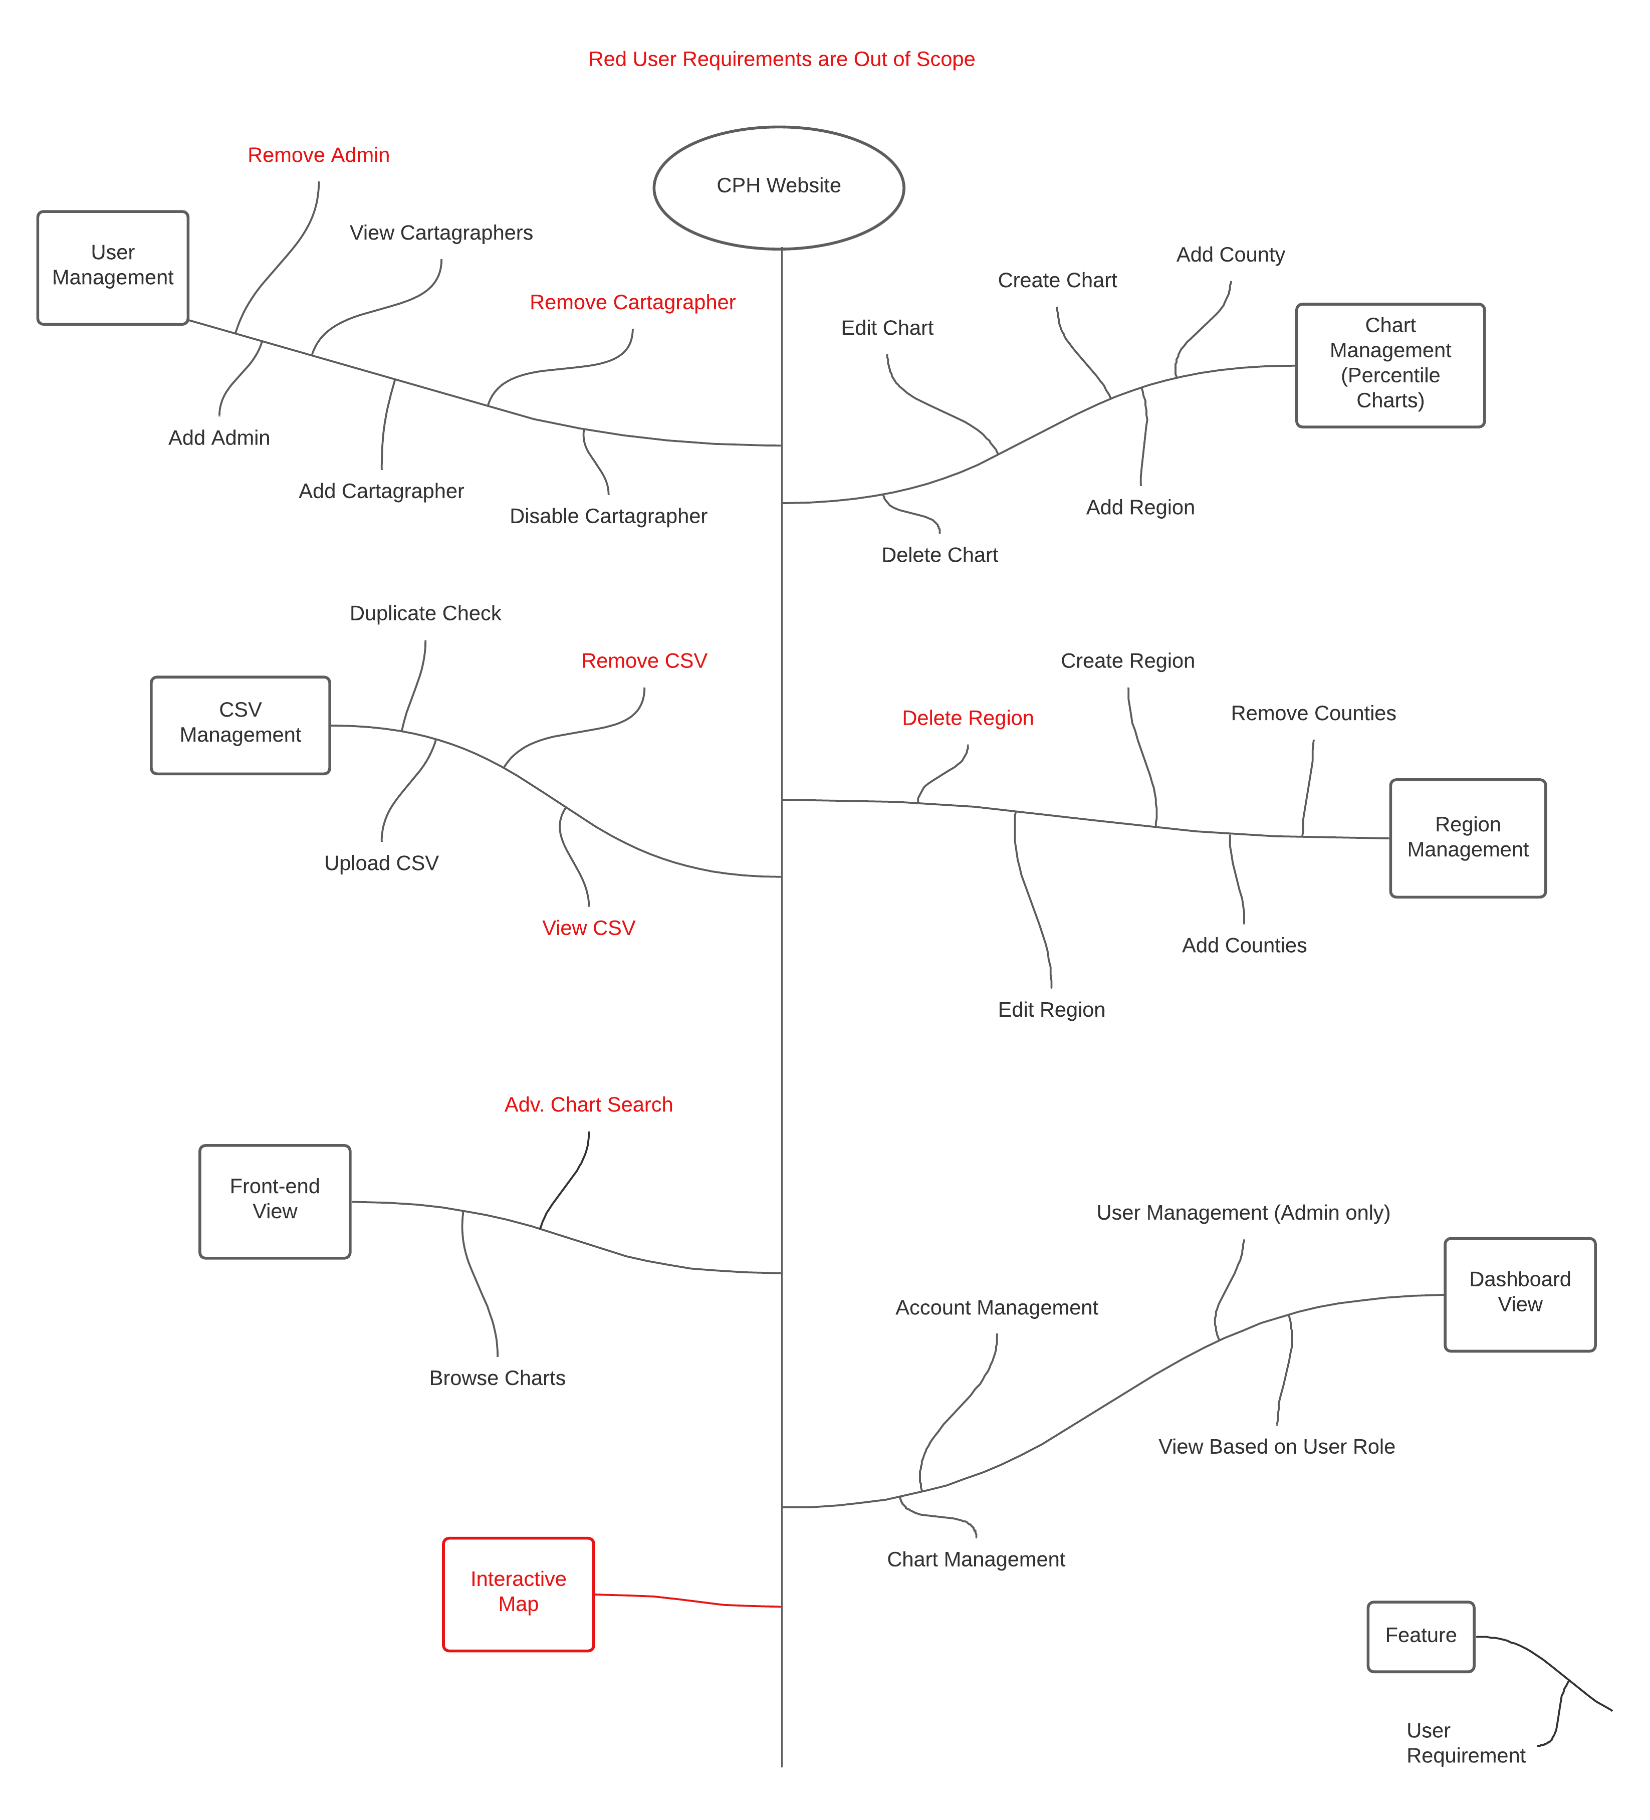 Red User Requirements are Out of Scope
CPH Website
Remove Admin
User
Management
View Cartagraphers
Remove Cartagrapher
Add Admin
Add Cartagrapher
Disable Cartagrapher
Add County
Create Chart
Edit Chart
Chart
Management
(Percentile
Charts)
Add Region
Delete Chart
Duplicate Check
Remove CSV
CSV
Management
Upload CSV
View CSV
Create Region
Delete Region
Remove Counties
Region
Management
Add Counties
Edit Region
Adv. Chart Search
Front-end
View
Browse Charts
User Management (Admin only)
Dashboard
View
Account Management
View Based on User Role
Chart Management
Interactive
Map
Feature
User
Requirement